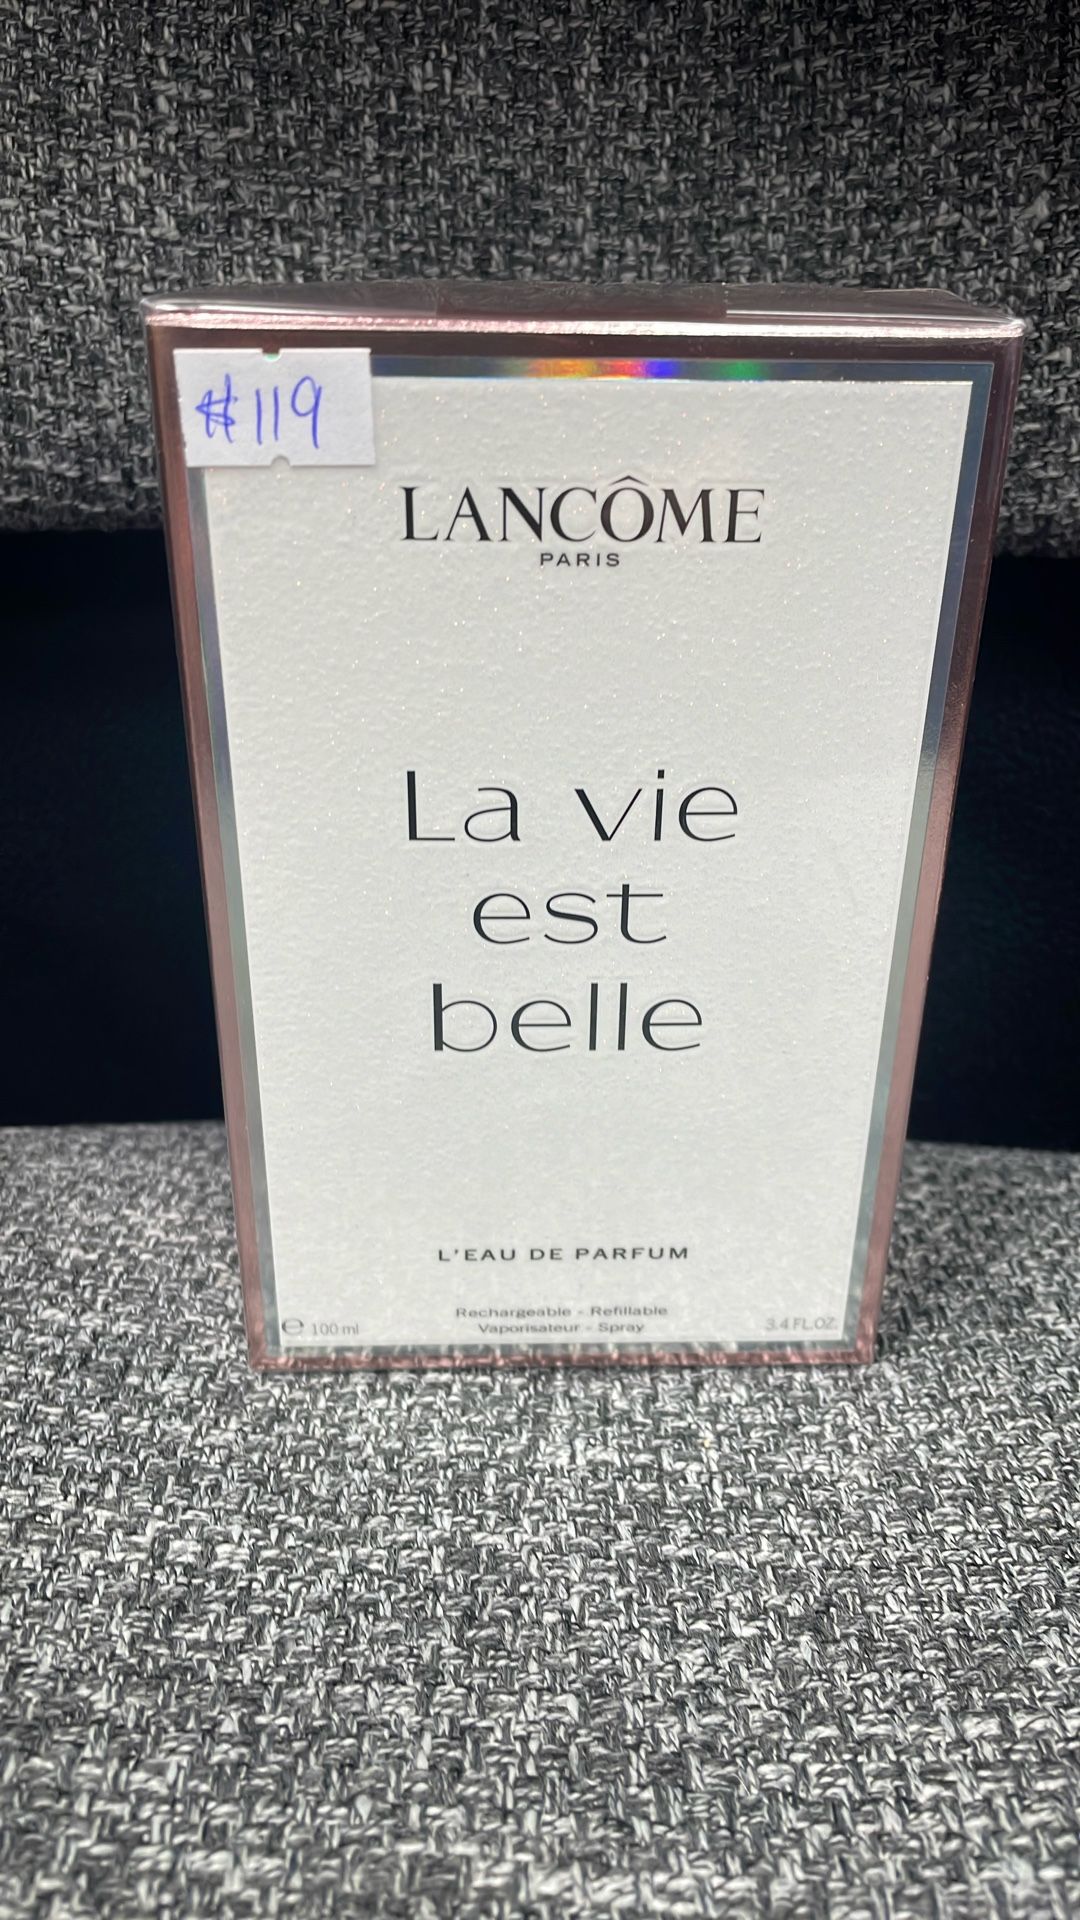 $119
LANCÔME
PARIS
La vie
est
belle
L'EAU DE PARFUM
Rechargeable - Refillable
Vaporisateur - Spray
℮ 100 ml
3.4 FL.OZ.